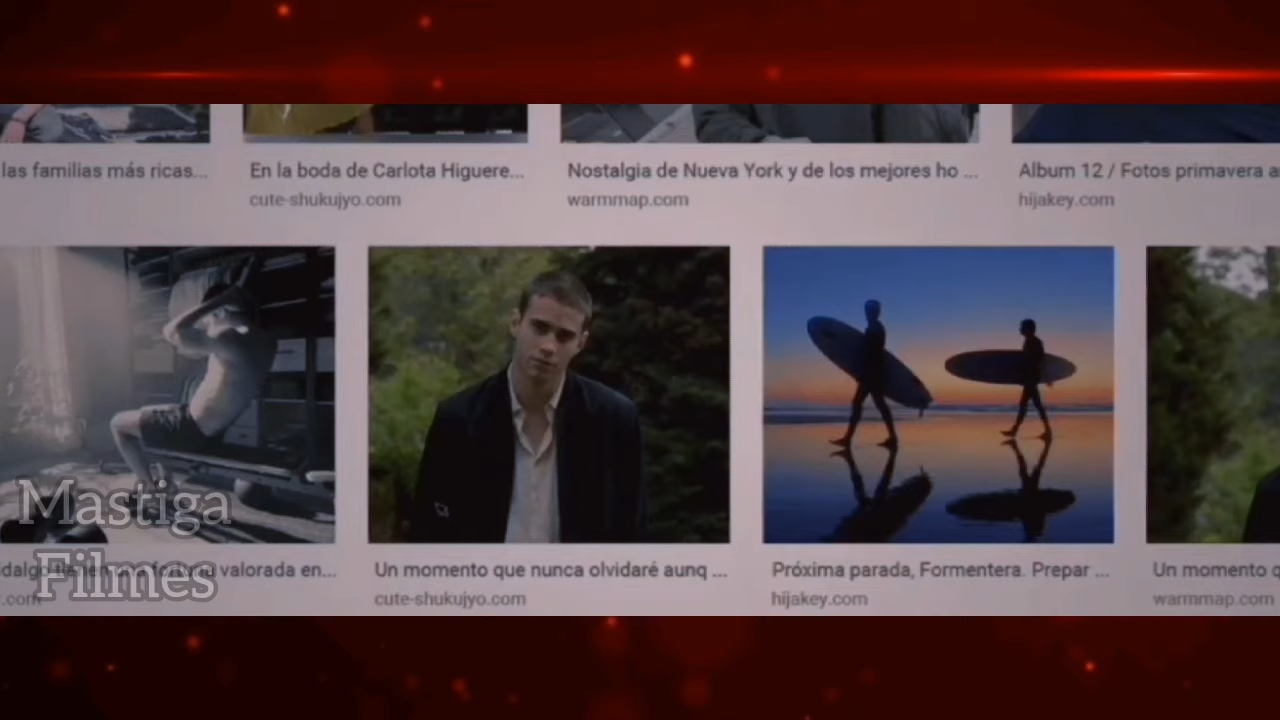 las familias más ricas...
En la boda de Carlota Higuere...
Nostalgia de Nueva York y de los mejores ho ...
Album 12 / Fotos primavera a
cute-shukujyo.com
warmmap.com
hijakey.com
valorada en...
Un momento que nunca olvidaré aunq ...
Próxima parada, Formentera. Prepar ...
Un momento q
.com
cute-shukujyo.com
hijakey.com
warmmap.com
Mastiga
Filmes